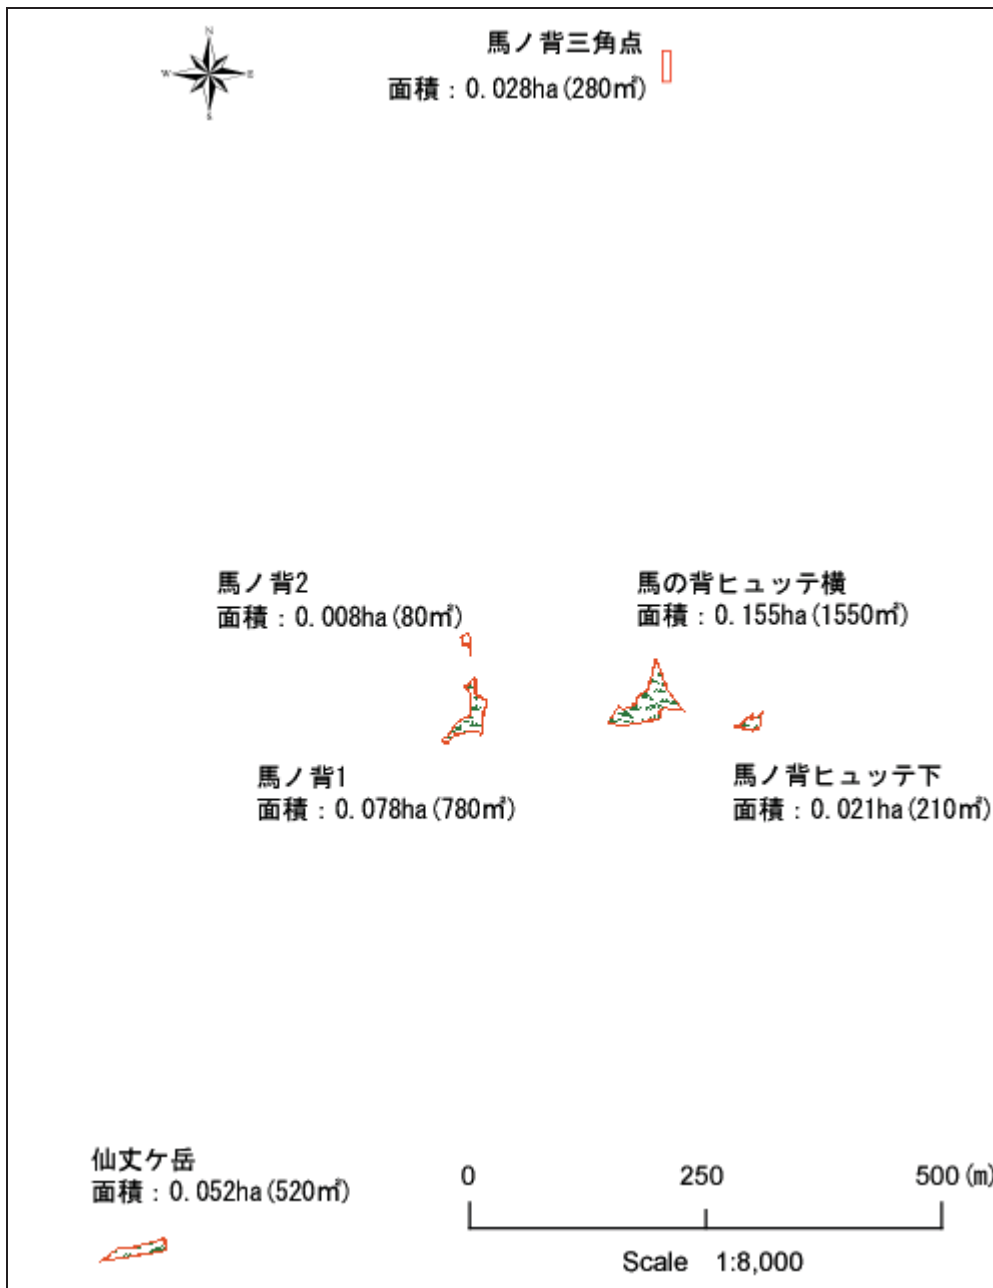 N
W E
S
馬ノ背三角点
面積：0.028ha(280㎡)
馬ノ背2
面積：0.008ha(80㎡)
馬の背ヒュッテ横
面積：0.155ha(1550㎡)
馬ノ背1
面積：0.078ha(780㎡)
馬ノ背ヒュッテ下
面積：0.021ha(210㎡)
仙丈ケ岳
面積：0.052ha(520㎡)
0 250 500(m)
Scale 1:8,000